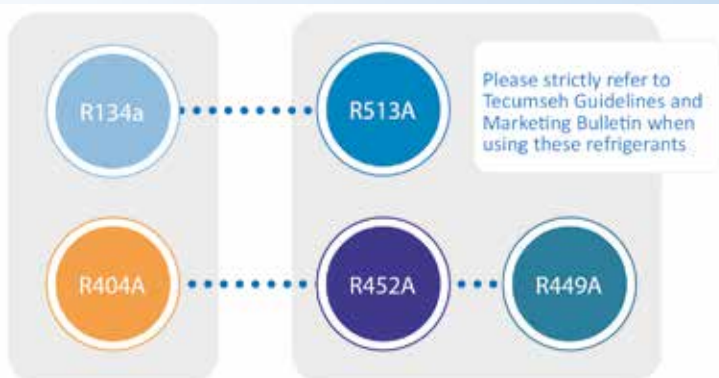 R134a
R513A
Please strictly refer to
Tecumseh Guidelines and
Marketing Bulletin when
using these refrigerants
R404A
R452A
R449A